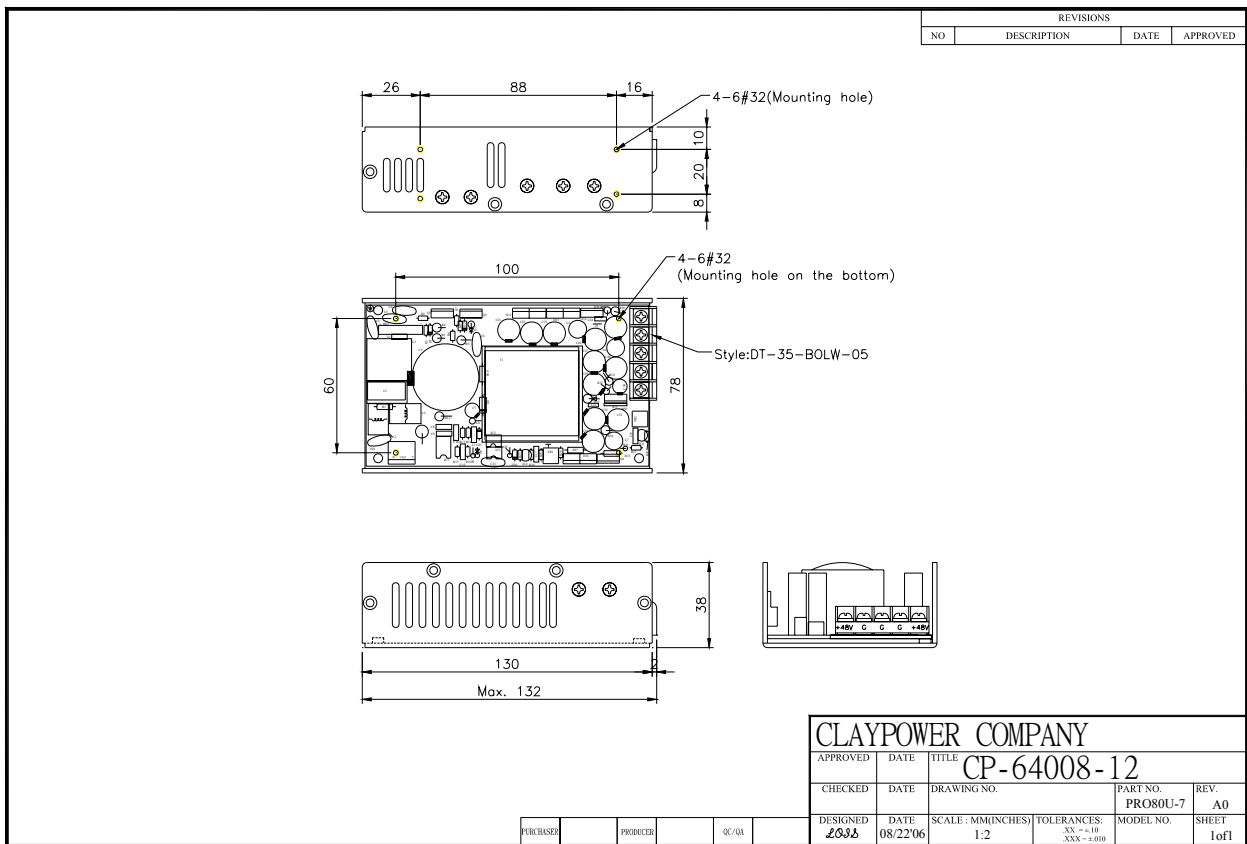 REVISIONS
NO DESCRIPTION DATE APPROVED
26 88 16
4-6#32(Mounting hole)
10
20
8
100
4-6#32
(Mounting hole on the bottom)
Style:DT-35-BOLW-05
60
78
38
+48V G G G +48V
130 2
Max. 132
CLAYPOWER COMPANY
APPROVED DATE TITLE CP-64008-12
CHECKED DATE DRAWING NO. PART NO. REV.
PRO80U-7 A0
DESIGNED DATE SCALE : MM(INCHES) TOLERANCES: MODEL NO. SHEET
LOIS 08/22'06 1:2 .XX =±.10
.XXX =±.010 1of1
PURCHASER PRODUCER QC/QA